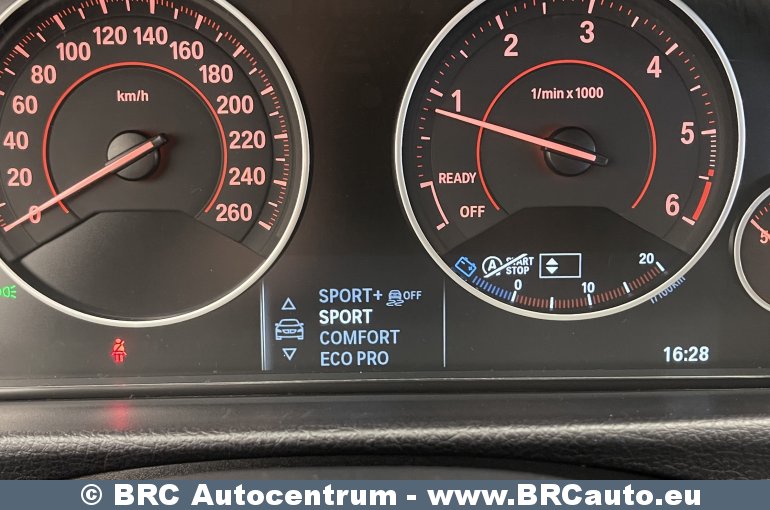 0
20
40
60
80
100
120
140
160
180
200
220
240
260
km/h
1
2
3
4
5
6
1/min x 1000
READY
OFF
A START
STOP
0
10
20
SPORT+ OFF
SPORT
COMFORT
ECO PRO
16:28
© BRC Autocentrum - www.BRCauto.eu